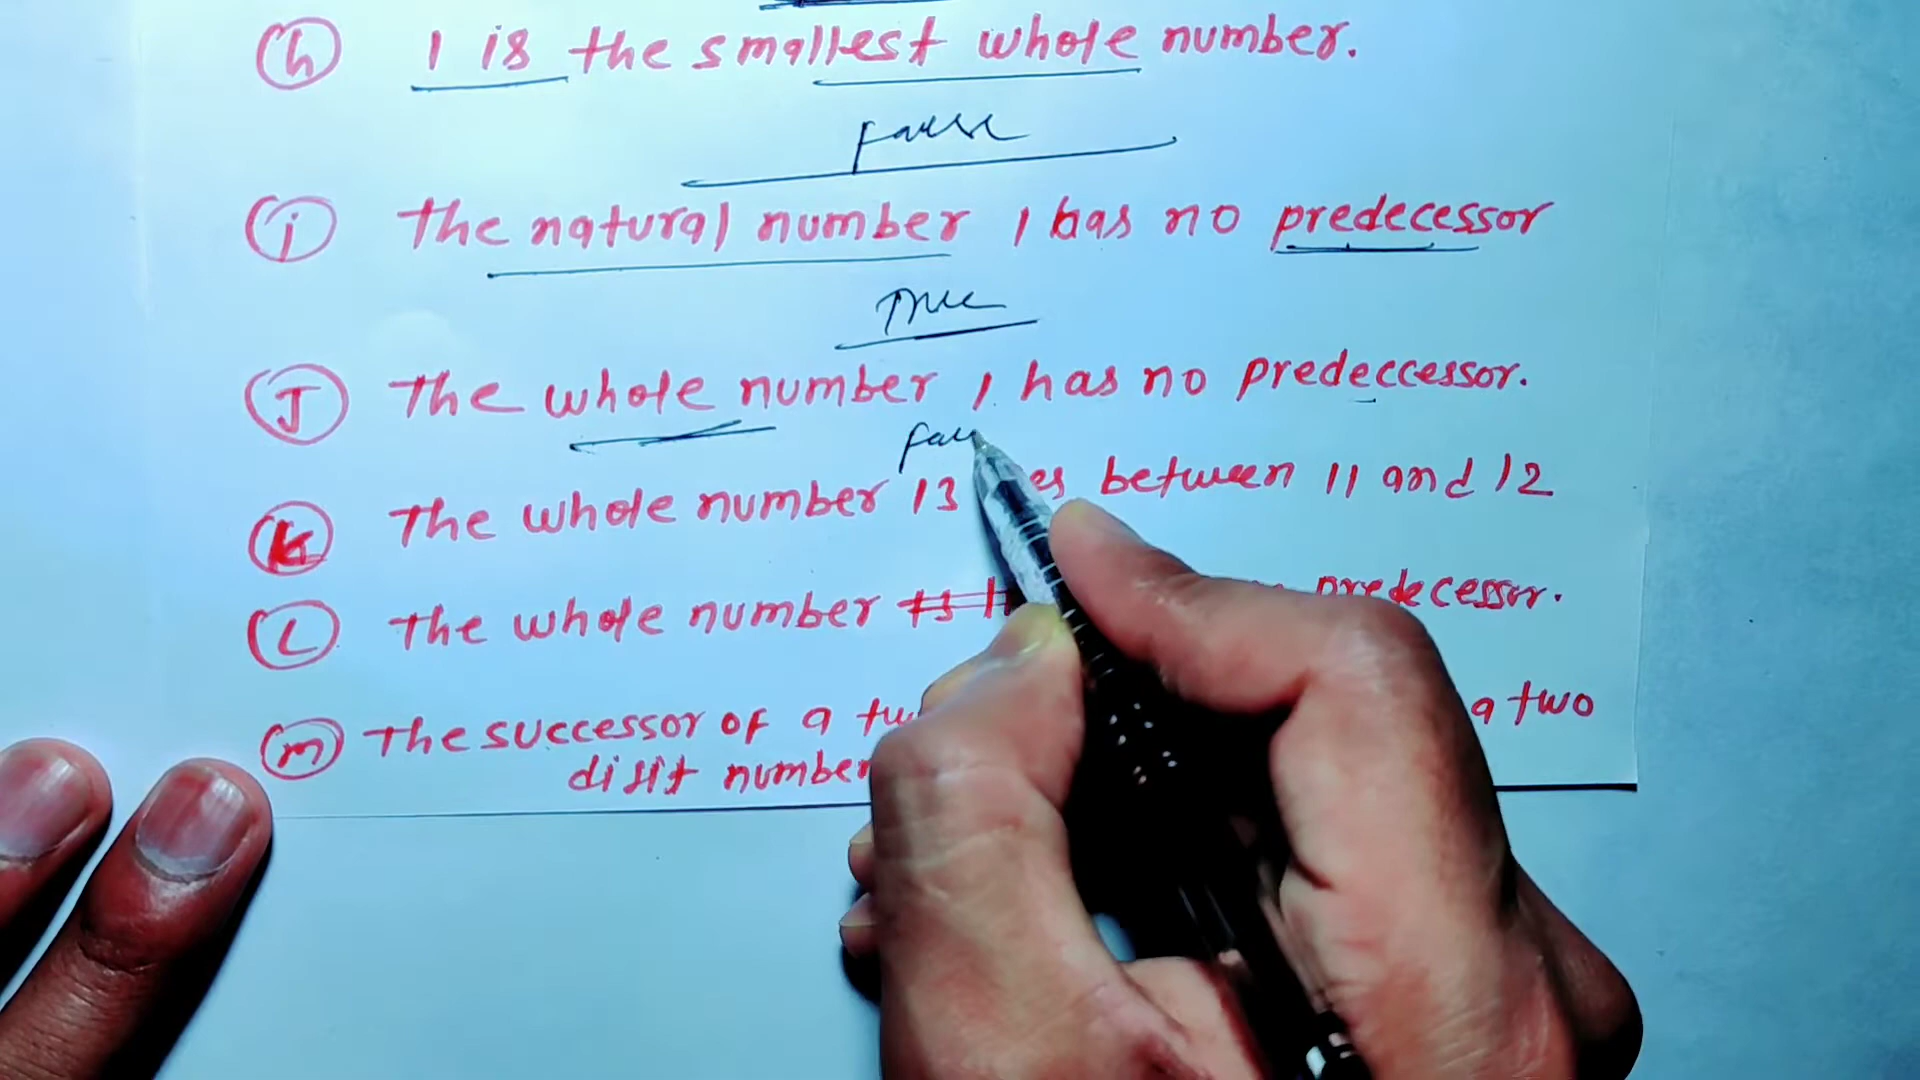 (h) 1 is the smallest whole number.
False
(i) The natural number 1 has no predecessor
True
(J) The whole number 1 has no predeccessor.
Fal
(k) The whole number 13 between 11 and 12
(L) The whole number predecessor.
(m) The successor of a a two
digit number